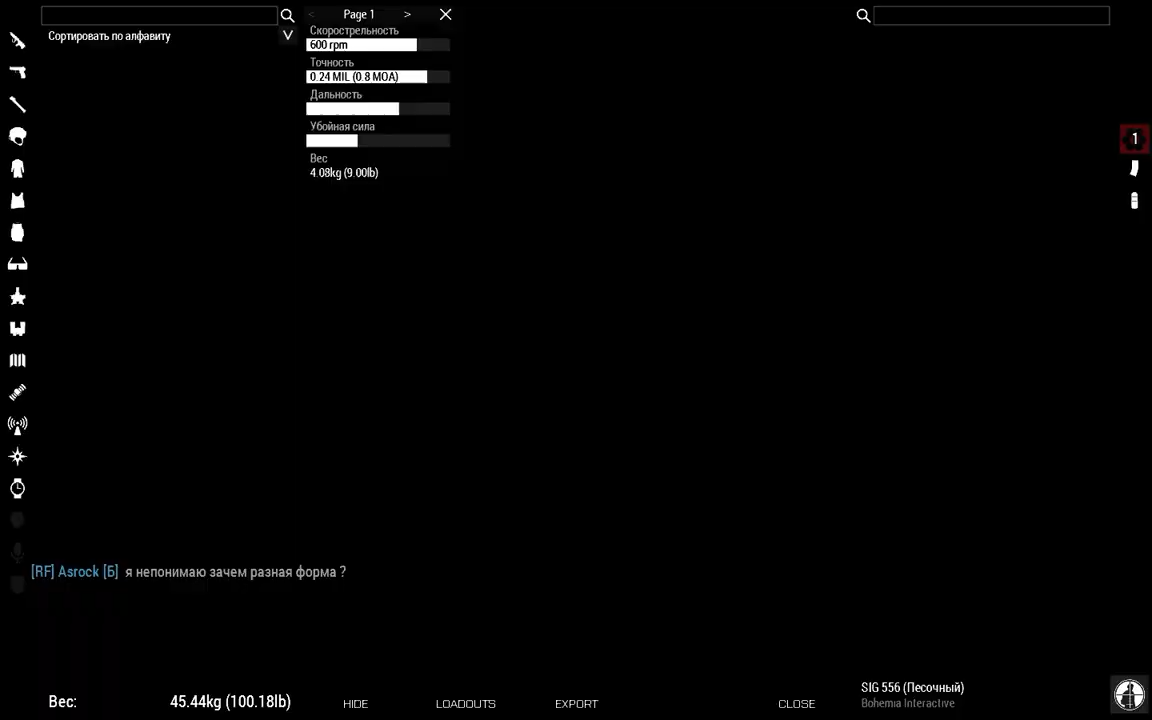 < Page 1 >
Сортировать по алфавиту
V
Скорострельность
600 rpm
Точность
0.24 MIL (0.8 MOA)
Дальность
Убойная сила
Вес
4.08kg (9.00lb)
1
[RF] Asrock [Б] я непонимаю зачем разная форма ?
Вес: 45.44kg (100.18lb)
HIDE
LOADOUTS
EXPORT
CLOSE
SIG 556 (Песочный)
Bohemia Interactive